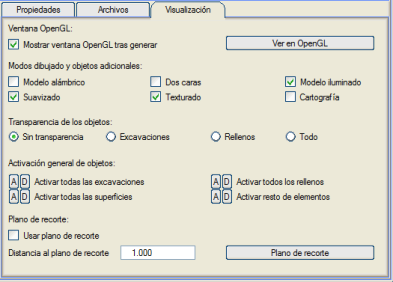 Propiedades Archivos Visualización
Ventana OpenGL:
Mostrar ventana OpenGL tras generar Ver en OpenGL
Modos dibujado y objetos adicionales:
Modelo alámbrico Dos caras Modelo iluminado
Suavizado Texturado Cartografía
Transparencia de los objetos:
Sin transparencia Excavaciones Rellenos Todo
Activación general de objetos:
A D Activar todas las excavaciones A D Activar todos los rellenos
A D Activar todas las superficies A D Activar resto de elementos
Plano de recorte:
Usar plano de recorte
Distancia al plano de recorte 1.000 Plano de recorte